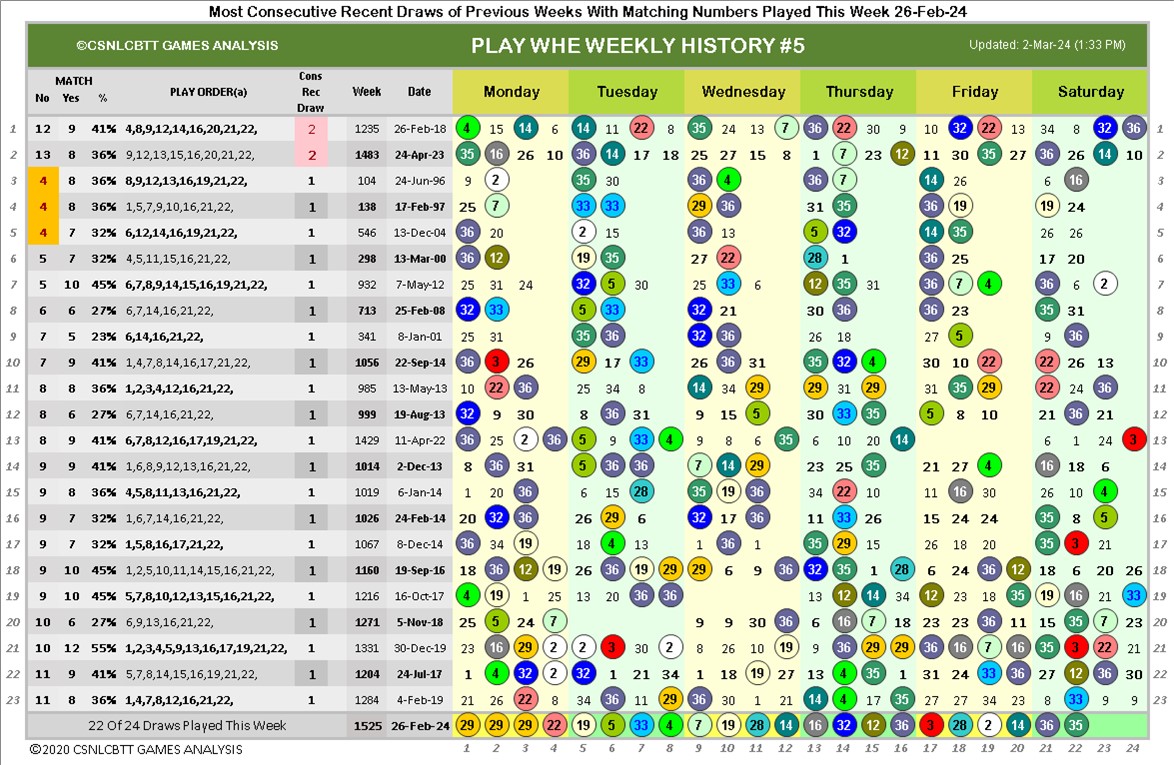 Most Consecutive Recent Draws of Previous Weeks With Matching Numbers Played This Week 26-Feb-24
©CSNLCBTT GAMES ANALYSIS PLAY WHE WEEKLY HISTORY #5 Updated: 2-Mar-24 (1:33 PM)
MATCH Cons
No Yes % PLAY ORDER(a) Rec Draw Week Date Monday Tuesday Wednesday Thursday Friday Saturday
1 12 9 41% 4,8,9,12,14,16,20,21,22, 2 1235 26-Feb-18 4 15 14 6 14 11 22 8 35 24 13 7 36 22 30 9 10 32 22 13 34 8 32 36 1
2 13 8 36% 9,12,13,15,16,20,21,22, 2 1483 24-Apr-23 35 16 26 10 36 14 17 18 25 27 15 8 1 7 23 12 11 30 35 27 36 26 14 10 2
3 4 8 36% 8,9,12,13,16,19,21,22, 1 104 24-Jun-96 9 2 35 30 36 4 36 7 14 26 6 16 3
4 4 8 36% 1,5,7,9,10,16,21,22, 1 138 17-Feb-97 25 7 33 33 29 36 31 35 36 19 19 24 4
5 4 7 32% 6,12,14,16,19,21,22, 1 546 13-Dec-04 36 20 2 15 36 13 5 32 14 35 26 26 5
6 5 7 32% 4,5,11,15,16,21,22, 1 298 13-Mar-00 36 12 19 35 27 22 28 1 36 25 17 20 6
7 5 10 45% 6,7,8,9,14,15,16,19,21,22, 1 932 7-May-12 25 31 24 32 5 30 25 33 6 12 35 31 36 7 4 36 6 2 7
8 6 6 27% 6,7,14,16,21,22, 1 713 25-Feb-08 32 33 5 33 32 21 30 36 36 23 35 31 8
9 7 5 23% 6,14,16,21,22, 1 341 8-Jan-01 25 31 35 36 32 36 26 18 27 5 9 36 9
10 7 9 41% 1,4,7,8,14,16,17,21,22, 1 1056 22-Sep-14 36 3 26 29 17 33 26 36 31 35 32 4 30 10 22 22 26 13 10
11 8 8 36% 1,2,3,4,12,16,21,22, 1 985 13-May-13 10 22 36 25 34 8 14 34 29 29 31 29 31 35 29 22 24 36 11
12 8 6 27% 6,7,14,16,21,22, 1 999 19-Aug-13 32 9 30 8 36 31 9 15 5 30 33 35 5 8 10 21 36 21 12
13 8 9 41% 6,7,8,12,16,17,19,21,22, 1 1429 11-Apr-22 36 25 2 36 5 9 33 4 9 8 6 35 6 10 20 14 6 1 24 3 13
14 9 9 41% 1,6,8,9,12,13,16,21,22, 1 1014 2-Dec-13 8 36 31 5 36 36 7 14 29 23 25 35 21 27 4 16 18 6 14
15 9 8 36% 4,5,8,11,13,16,21,22, 1 1019 6-Jan-14 1 20 36 6 15 28 35 19 36 34 22 10 11 16 30 26 10 4 15
16 9 7 32% 1,6,7,14,16,21,22, 1 1026 24-Feb-14 20 32 36 26 29 6 32 17 36 11 33 26 15 24 24 35 8 5 16
17 9 7 32% 1,5,8,16,17,21,22, 1 1067 8-Dec-14 36 34 19 18 4 13 1 36 1 35 29 15 26 18 17 35 3 21 17
18 9 10 45% 1,2,5,10,11,14,15,16,21,22, 1 1160 19-Sep-16 18 36 12 19 26 36 19 29 29 6 9 36 32 35 1 28 6 24 36 12 18 6 20 26 18
19 9 10 45% 5,7,8,10,12,13,15,16,21,22, 1 1216 16-Oct-17 4 19 1 25 13 20 36 36 13 12 14 34 12 23 18 35 19 16 21 33 19
20 10 6 27% 6,9,13,16,21,22, 1 1271 5-Nov-18 25 5 24 7 9 9 30 36 6 16 7 18 23 23 36 11 15 35 7 23 20
21 10 12 55% 1,2,3,4,5,9,13,16,17,19,21,22, 1 1331 30-Dec-19 23 16 29 2 2 3 30 2 8 26 10 19 9 36 29 29 36 16 7 16 35 3 22 21 21
22 11 9 41% 5,7,8,14,15,16,19,21,22, 1 1204 24-Jul-17 1 4 32 2 32 1 21 34 1 11 19 27 13 4 35 1 31 24 33 36 27 12 36 30 22
23 11 8 36% 1,4,7,8,12,16,21,22, 1 1284 4-Feb-19 26 26 22 8 34 36 11 29 36 30 1 21 14 4 17 35 27 34 23 8 21 33 9 9 23
22 Of 24 Draws Played This Week 1525 26-Feb-24 29 29 29 22 19 5 33 4 7 19 28 14 16 32 12 36 3 28 2 14 36 35
©2020 CSNLCBTT GAMES ANALYSIS 1 2 3 4 5 6 7 8 9 10 11 12 13 14 15 16 17 18 19 20 21 22 23 24